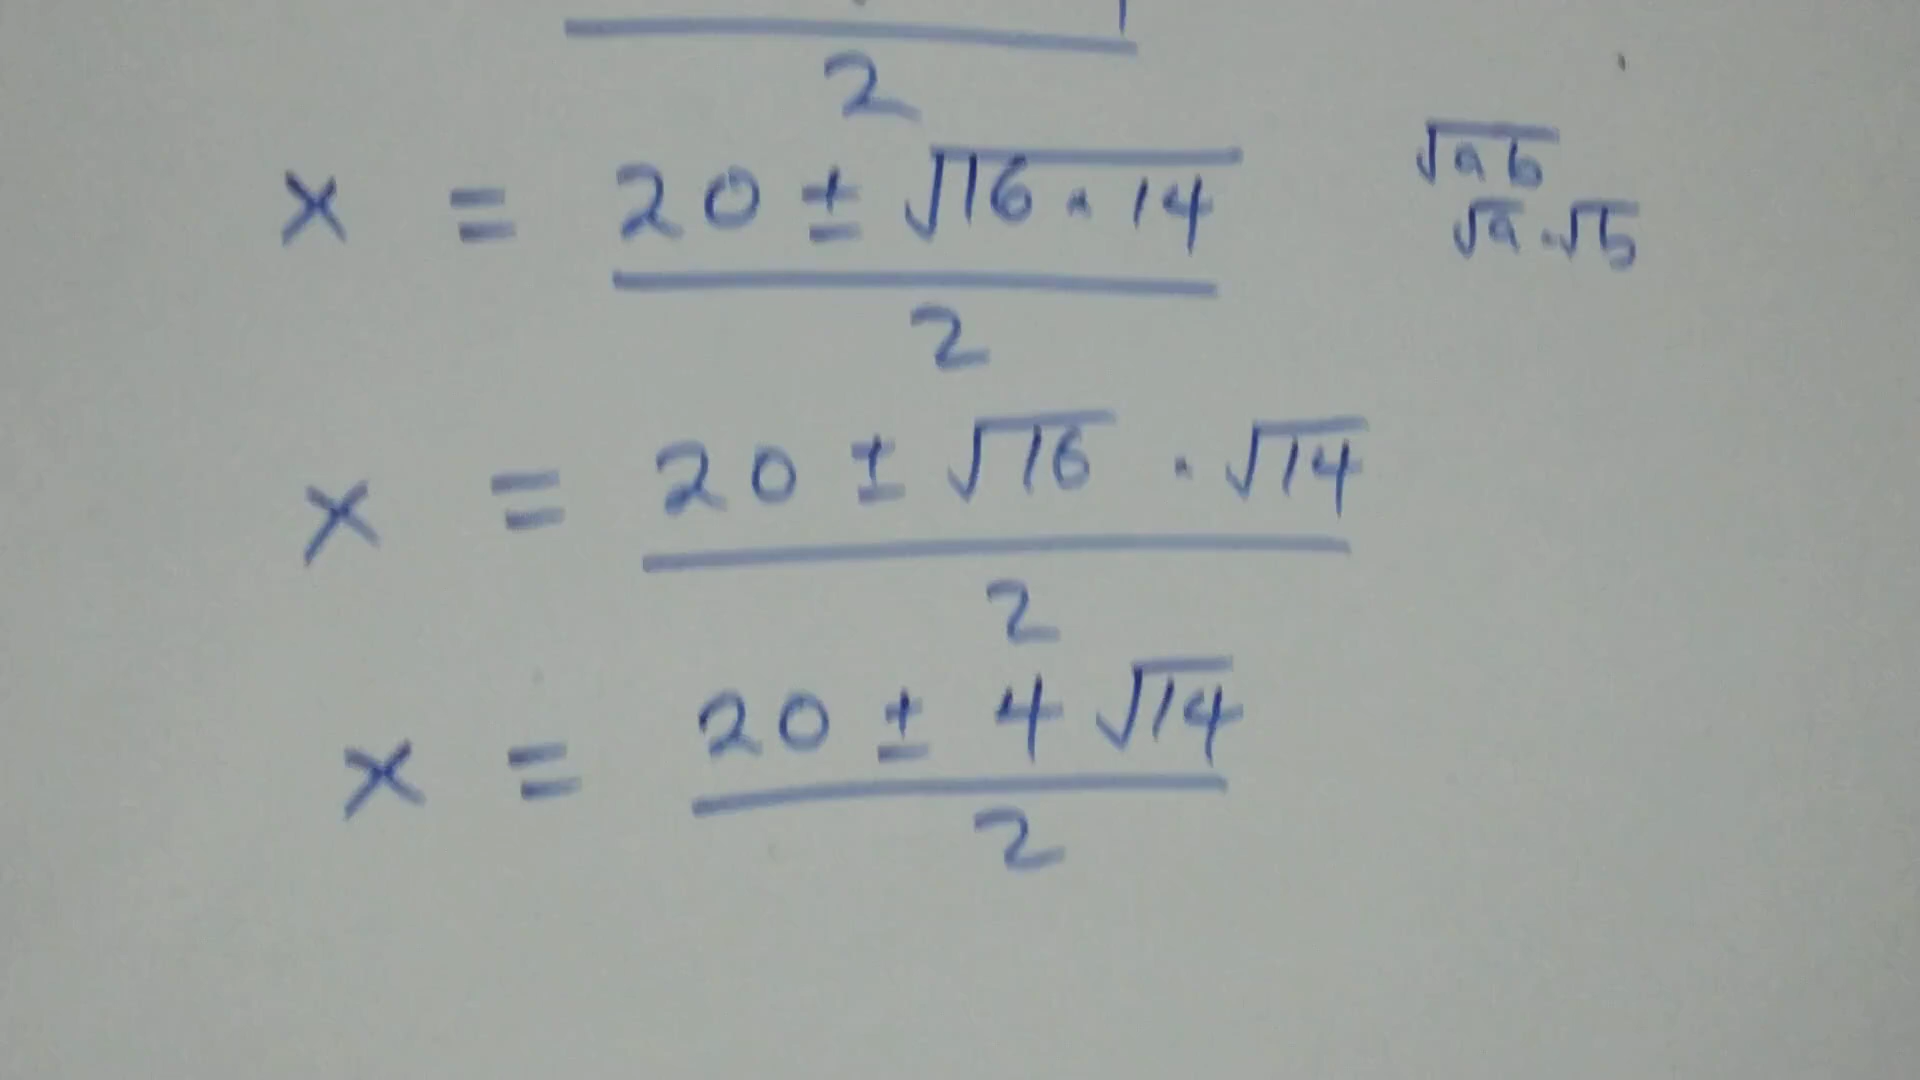 2
x = (20 ± √(16 · 14)) / 2
√ab
√a · √b
x = (20 ± √16 · √14) / 2
x = (20 ± 4√14) / 2